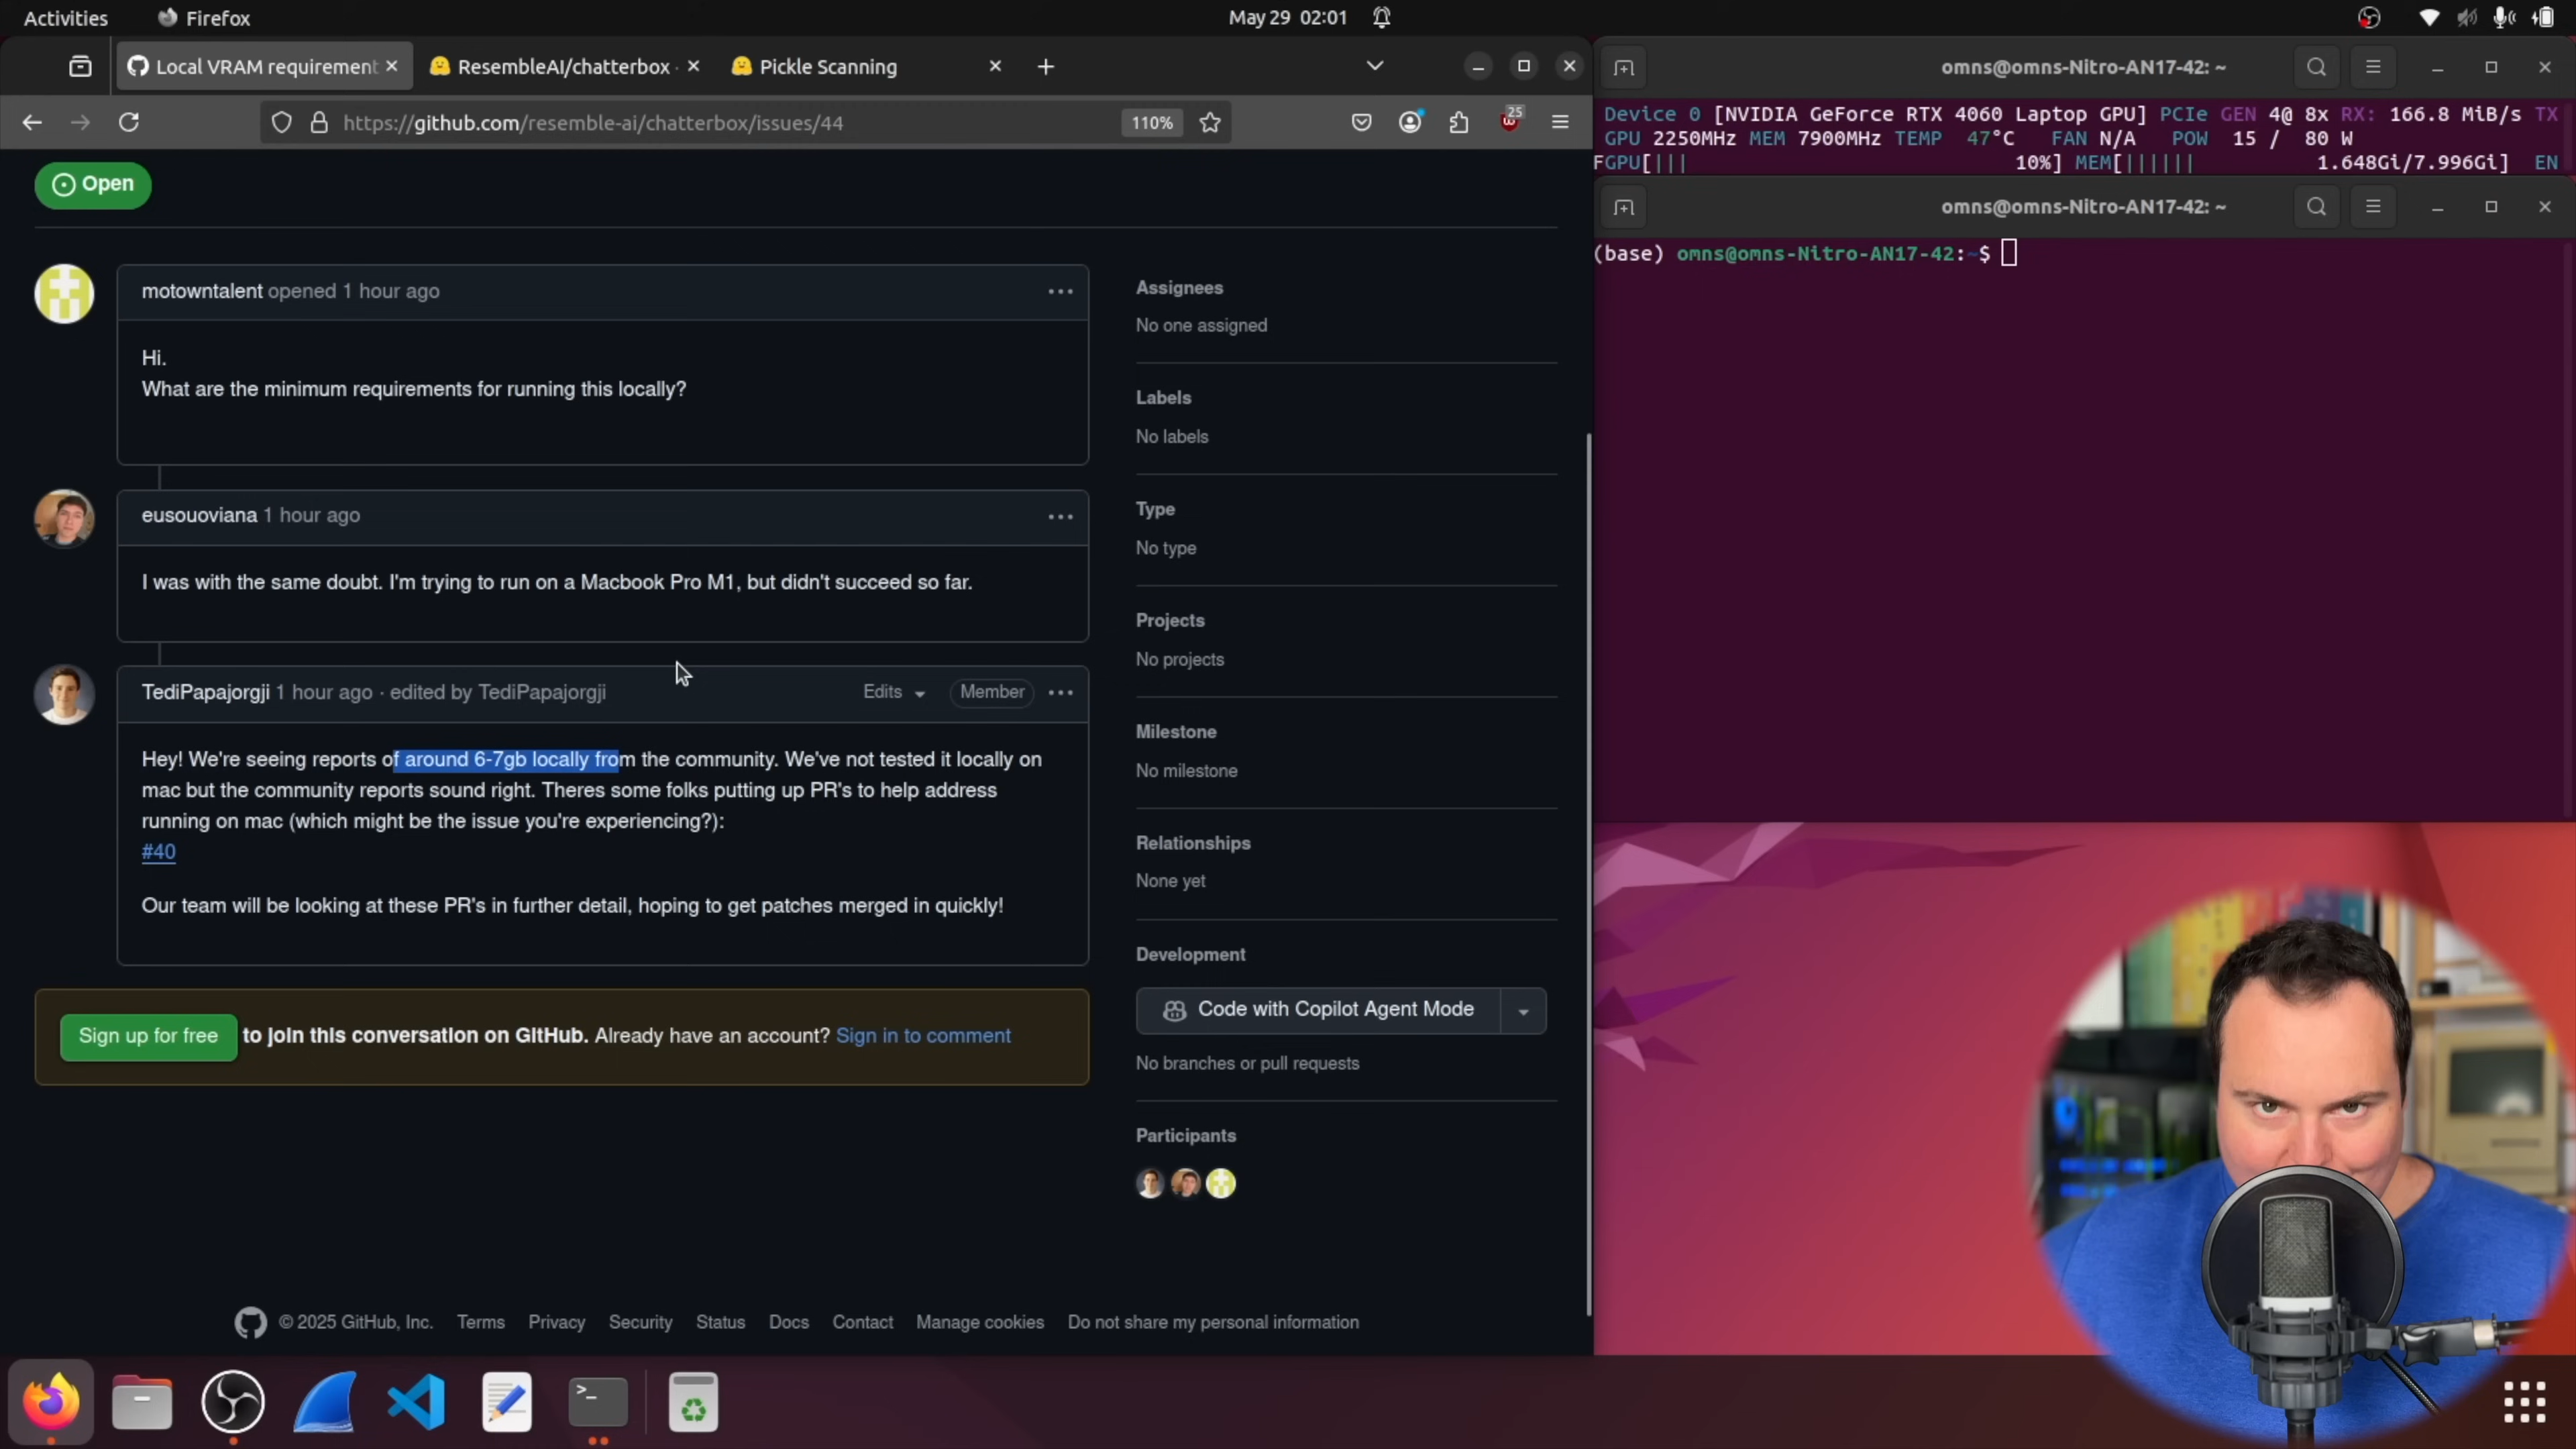 Activities
Firefox
May 29 02:01
Local VRAM requirement
ResembleAI/chatterbox ·
Pickle Scanning
https://github.com/resemble-ai/chatterbox/issues/44
110%
25
Open
motowntalent opened 1 hour ago
Hi.
What are the minimum requirements for running this locally?
eusouoviana 1 hour ago
I was with the same doubt. I'm trying to run on a Macbook Pro M1, but didn't succeed so far.
TediPapajorgji 1 hour ago · edited by TediPapajorgji
Edits
Member
Hey! We're seeing reports of around 6-7gb locally from the community. We've not tested it locally on
mac but the community reports sound right. Theres some folks putting up PR's to help address
running on mac (which might be the issue you're experiencing?):
#40
Our team will be looking at these PR's in further detail, hoping to get patches merged in quickly!
Sign up for free to join this conversation on GitHub. Already have an account? Sign in to comment
Assignees
No one assigned
Labels
No labels
Type
No type
Projects
No projects
Milestone
No milestone
Relationships
None yet
Development
Code with Copilot Agent Mode
No branches or pull requests
Participants
© 2025 GitHub, Inc. Terms Privacy Security Status Docs Contact Manage cookies Do not share my personal information
omns@omns-Nitro-AN17-42: ~
Device 0 [NVIDIA GeForce RTX 4060 Laptop GPU] PCIe GEN 4@ 8x RX: 166.8 MiB/s TX
GPU 2250MHz MEM 7900MHz TEMP 47°C FAN N/A POW 15 / 80 W
FGPU[||| 10%] MEM[|||||| 1.648Gi/7.996Gi] EN
omns@omns-Nitro-AN17-42: ~
(base) omns@omns-Nitro-AN17-42:~$